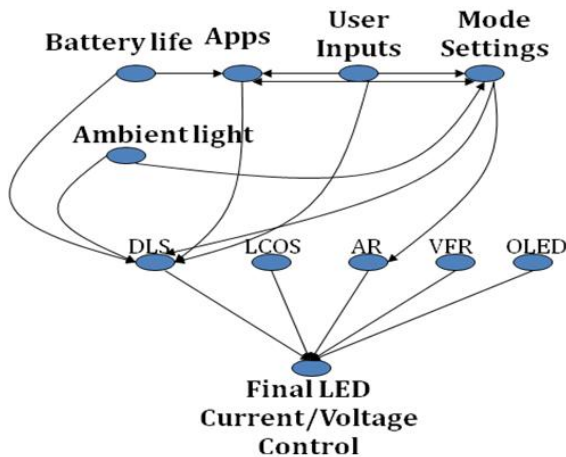 Battery life
Apps
User
Inputs
Mode
Settings
Ambient light
DLS
LCOS
AR
VFR
OLED
Final LED
Current/Voltage
Control